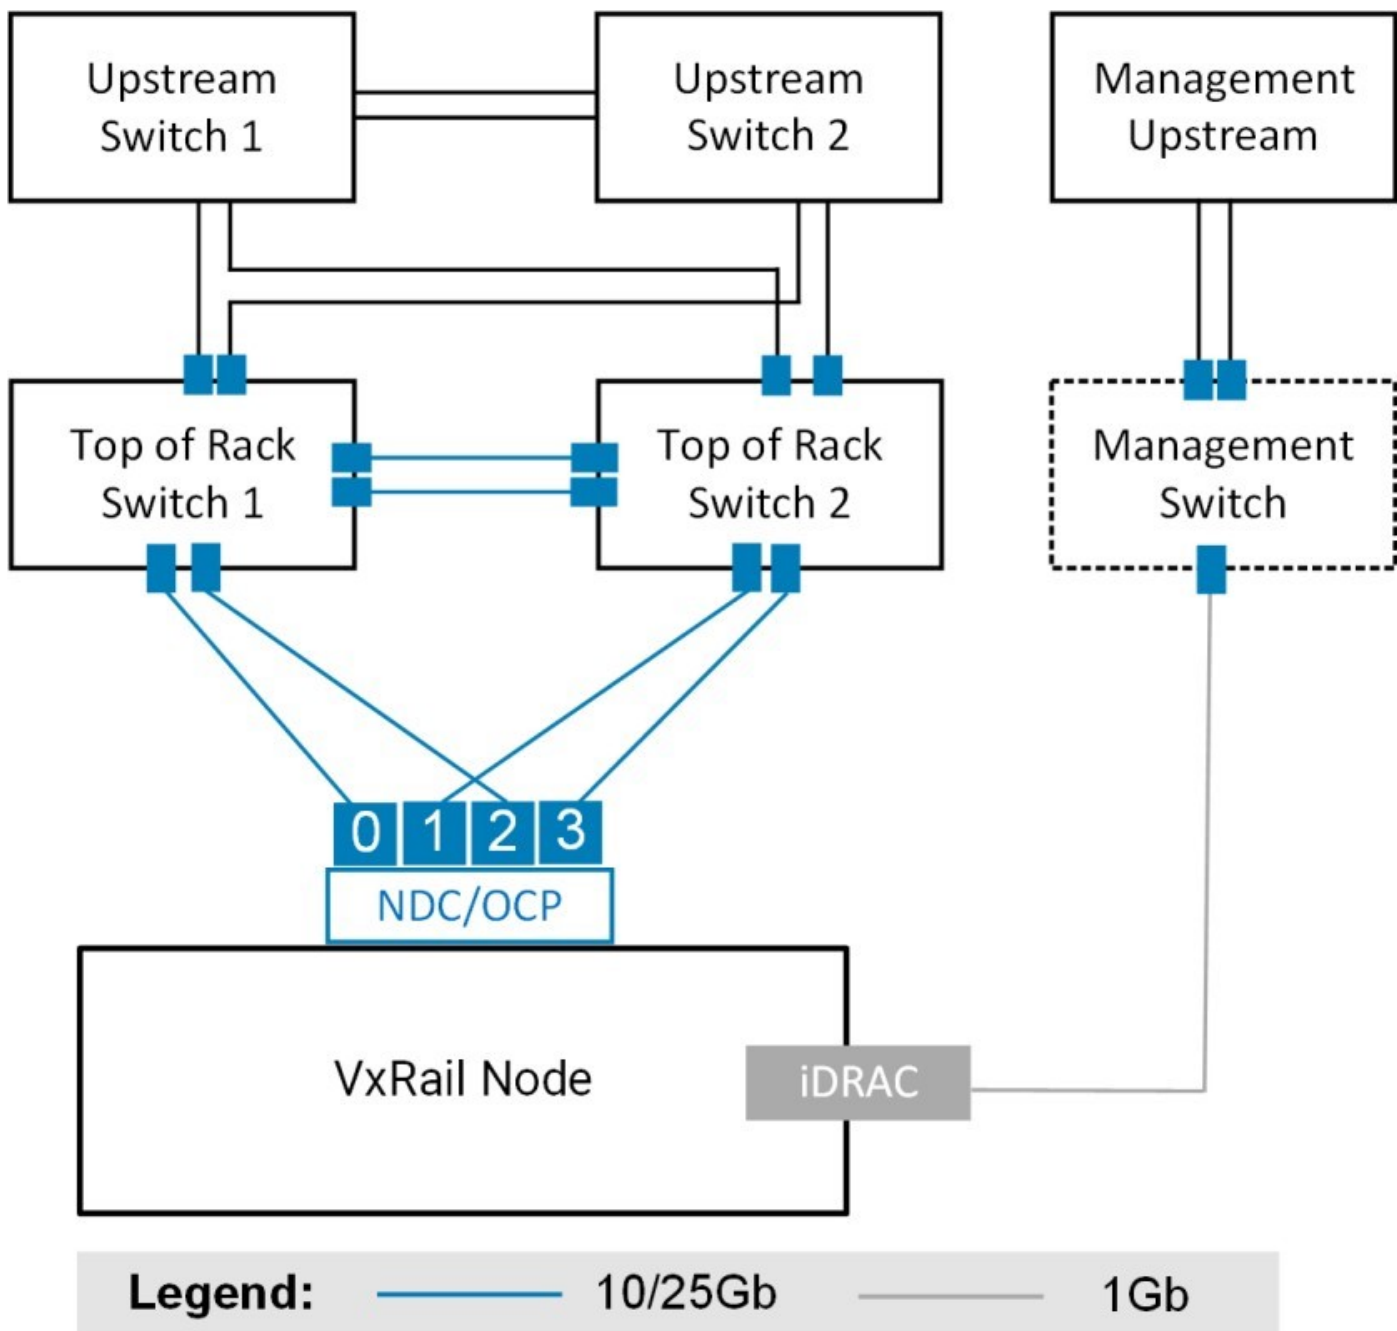 Upstream
Switch 1
Upstream
Switch 2
Management
Upstream
Top of Rack
Switch 1
Top of Rack
Switch 2
Management
Switch
0 1 2 3
NDC/OCP
VxRail Node
iDRAC
Legend: 10/25Gb 1Gb